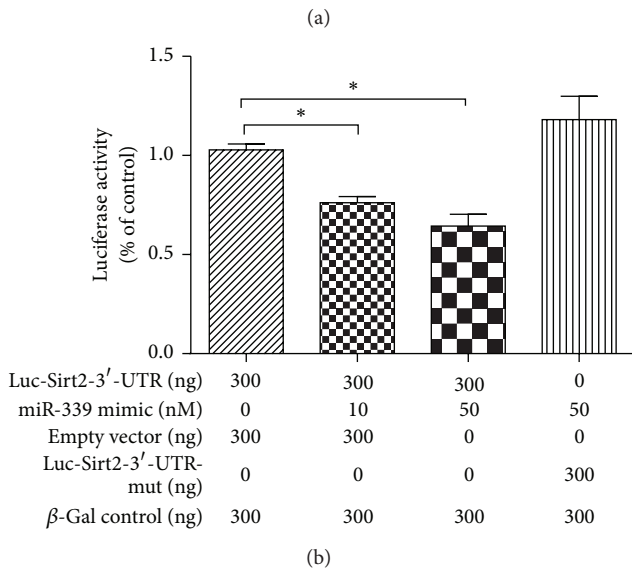 (a)
1.5
1.0
0.5
0.0
Luciferase activity
(% of control)
*
*
Luc-Sirt2-3′-UTR (ng) 300 300 300 0
miR-339 mimic (nM) 0 10 50 50
Empty vector (ng) 300 300 0 0
Luc-Sirt2-3′-UTR-
mut (ng) 0 0 0 300
β-Gal control (ng) 300 300 300 300
(b)